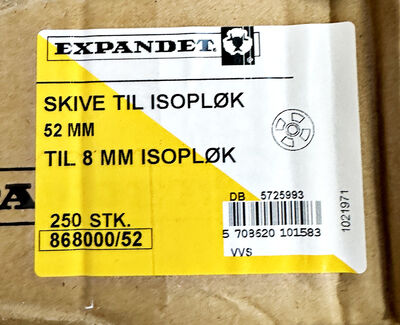 EXPANDET.
SKIVE TIL ISOPLØK
52 MM
TIL 8 MM ISOPLØK
DB 5725993
250 STK.
868000/52
5 703620 101583
VVS
1021971